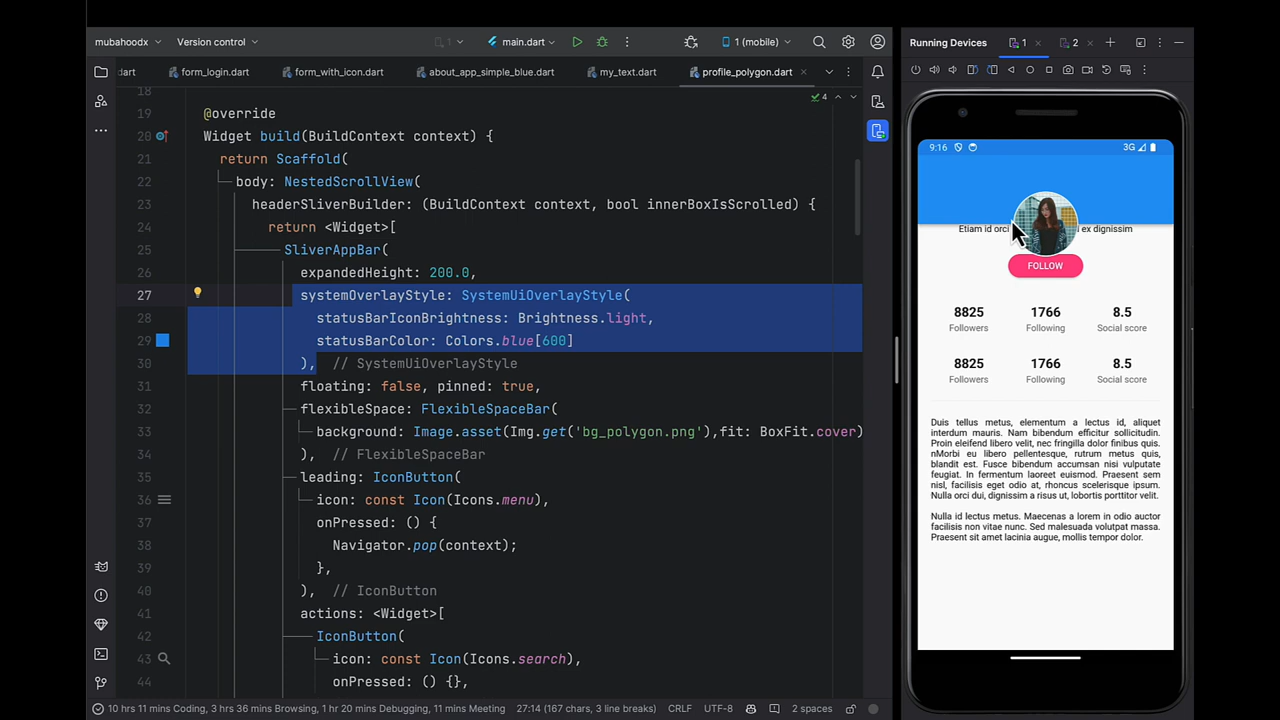 mubahoodx
Version control
1
main.dart
1 (mobile)
Running Devices
1
2
dart
form_login.dart
form_with_icon.dart
about_app_simple_blue.dart
my_text.dart
profile_polygon.dart
4
18
19 @override
20 Widget build(BuildContext context) {
21 return Scaffold(
22 body: NestedScrollView(
23 headerSliverBuilder: (BuildContext context, bool innerBoxIsScrolled) {
24 return <Widget>[
25 SliverAppBar(
26 expandedHeight: 200.0,
27 systemOverlayStyle: SystemUiOverlayStyle(
28 statusBarIconBrightness: Brightness.light,
29 statusBarColor: Colors.blue[600]
30 ), // SystemUiOverlayStyle
31 floating: false, pinned: true,
32 flexibleSpace: FlexibleSpaceBar(
33 background: Image.asset(Img.get('bg_polygon.png'),fit: BoxFit.cover)
34 ), // FlexibleSpaceBar
35 leading: IconButton(
36 icon: const Icon(Icons.menu),
37 onPressed: () {
38 Navigator.pop(context);
39 },
40 ), // IconButton
41 actions: <Widget>[
42 IconButton(
43 icon: const Icon(Icons.search),
44 onPressed: () {},
10 hrs 11 mins Coding, 3 hrs 36 mins Browsing, 1 hr 20 mins Debugging, 11 mins Meeting
27:14 (167 chars, 3 line breaks)
CRLF
UTF-8
2 spaces
9:16
3G
Etiam id orci ex dignissim
FOLLOW
8825 1766 8.5
Followers Following Social score
8825 1766 8.5
Followers Following Social score
Duis tellus metus, elementum a lectus id, aliquet
interdum mauris. Nam bibendum efficitur sollicitudin.
Proin eleifend libero velit, nec fringilla dolor finibus quis.
nMorbi eu libero pellentesque, rutrum metus quis,
blandit est. Fusce bibendum accumsan nisi vulputate
feugiat. In fermentum laoreet euismod. Praesent sem
nisl, facilisis eget odio at, rhoncus scelerisque ipsum.
Nulla orci dui, dignissim a risus ut, lobortis porttitor velit.
Nulla id lectus metus. Maecenas a lorem in odio auctor
facilisis non vitae nunc. Sed malesuada volutpat massa.
Praesent sit amet lacinia augue, mollis tempor dolor.